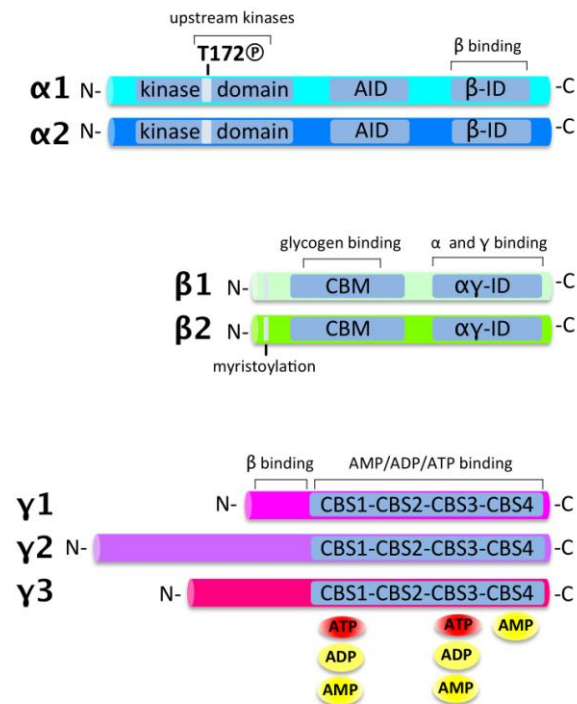 upstream kinases
T172Ⓟ
β binding
α1 N- kinase domain AID β-ID -C
α2 N- kinase domain AID β-ID -C
glycogen binding α and γ binding
β1 N- CBM αγ-ID -C
β2 N- CBM αγ-ID -C
myristoylation
β binding AMP/ADP/ATP binding
γ1 N- CBS1-CBS2-CBS3-CBS4 -C
γ2 N- CBS1-CBS2-CBS3-CBS4 -C
γ3 N- CBS1-CBS2-CBS3-CBS4 -C
ATP ATP AMP
ADP ADP
AMP AMP